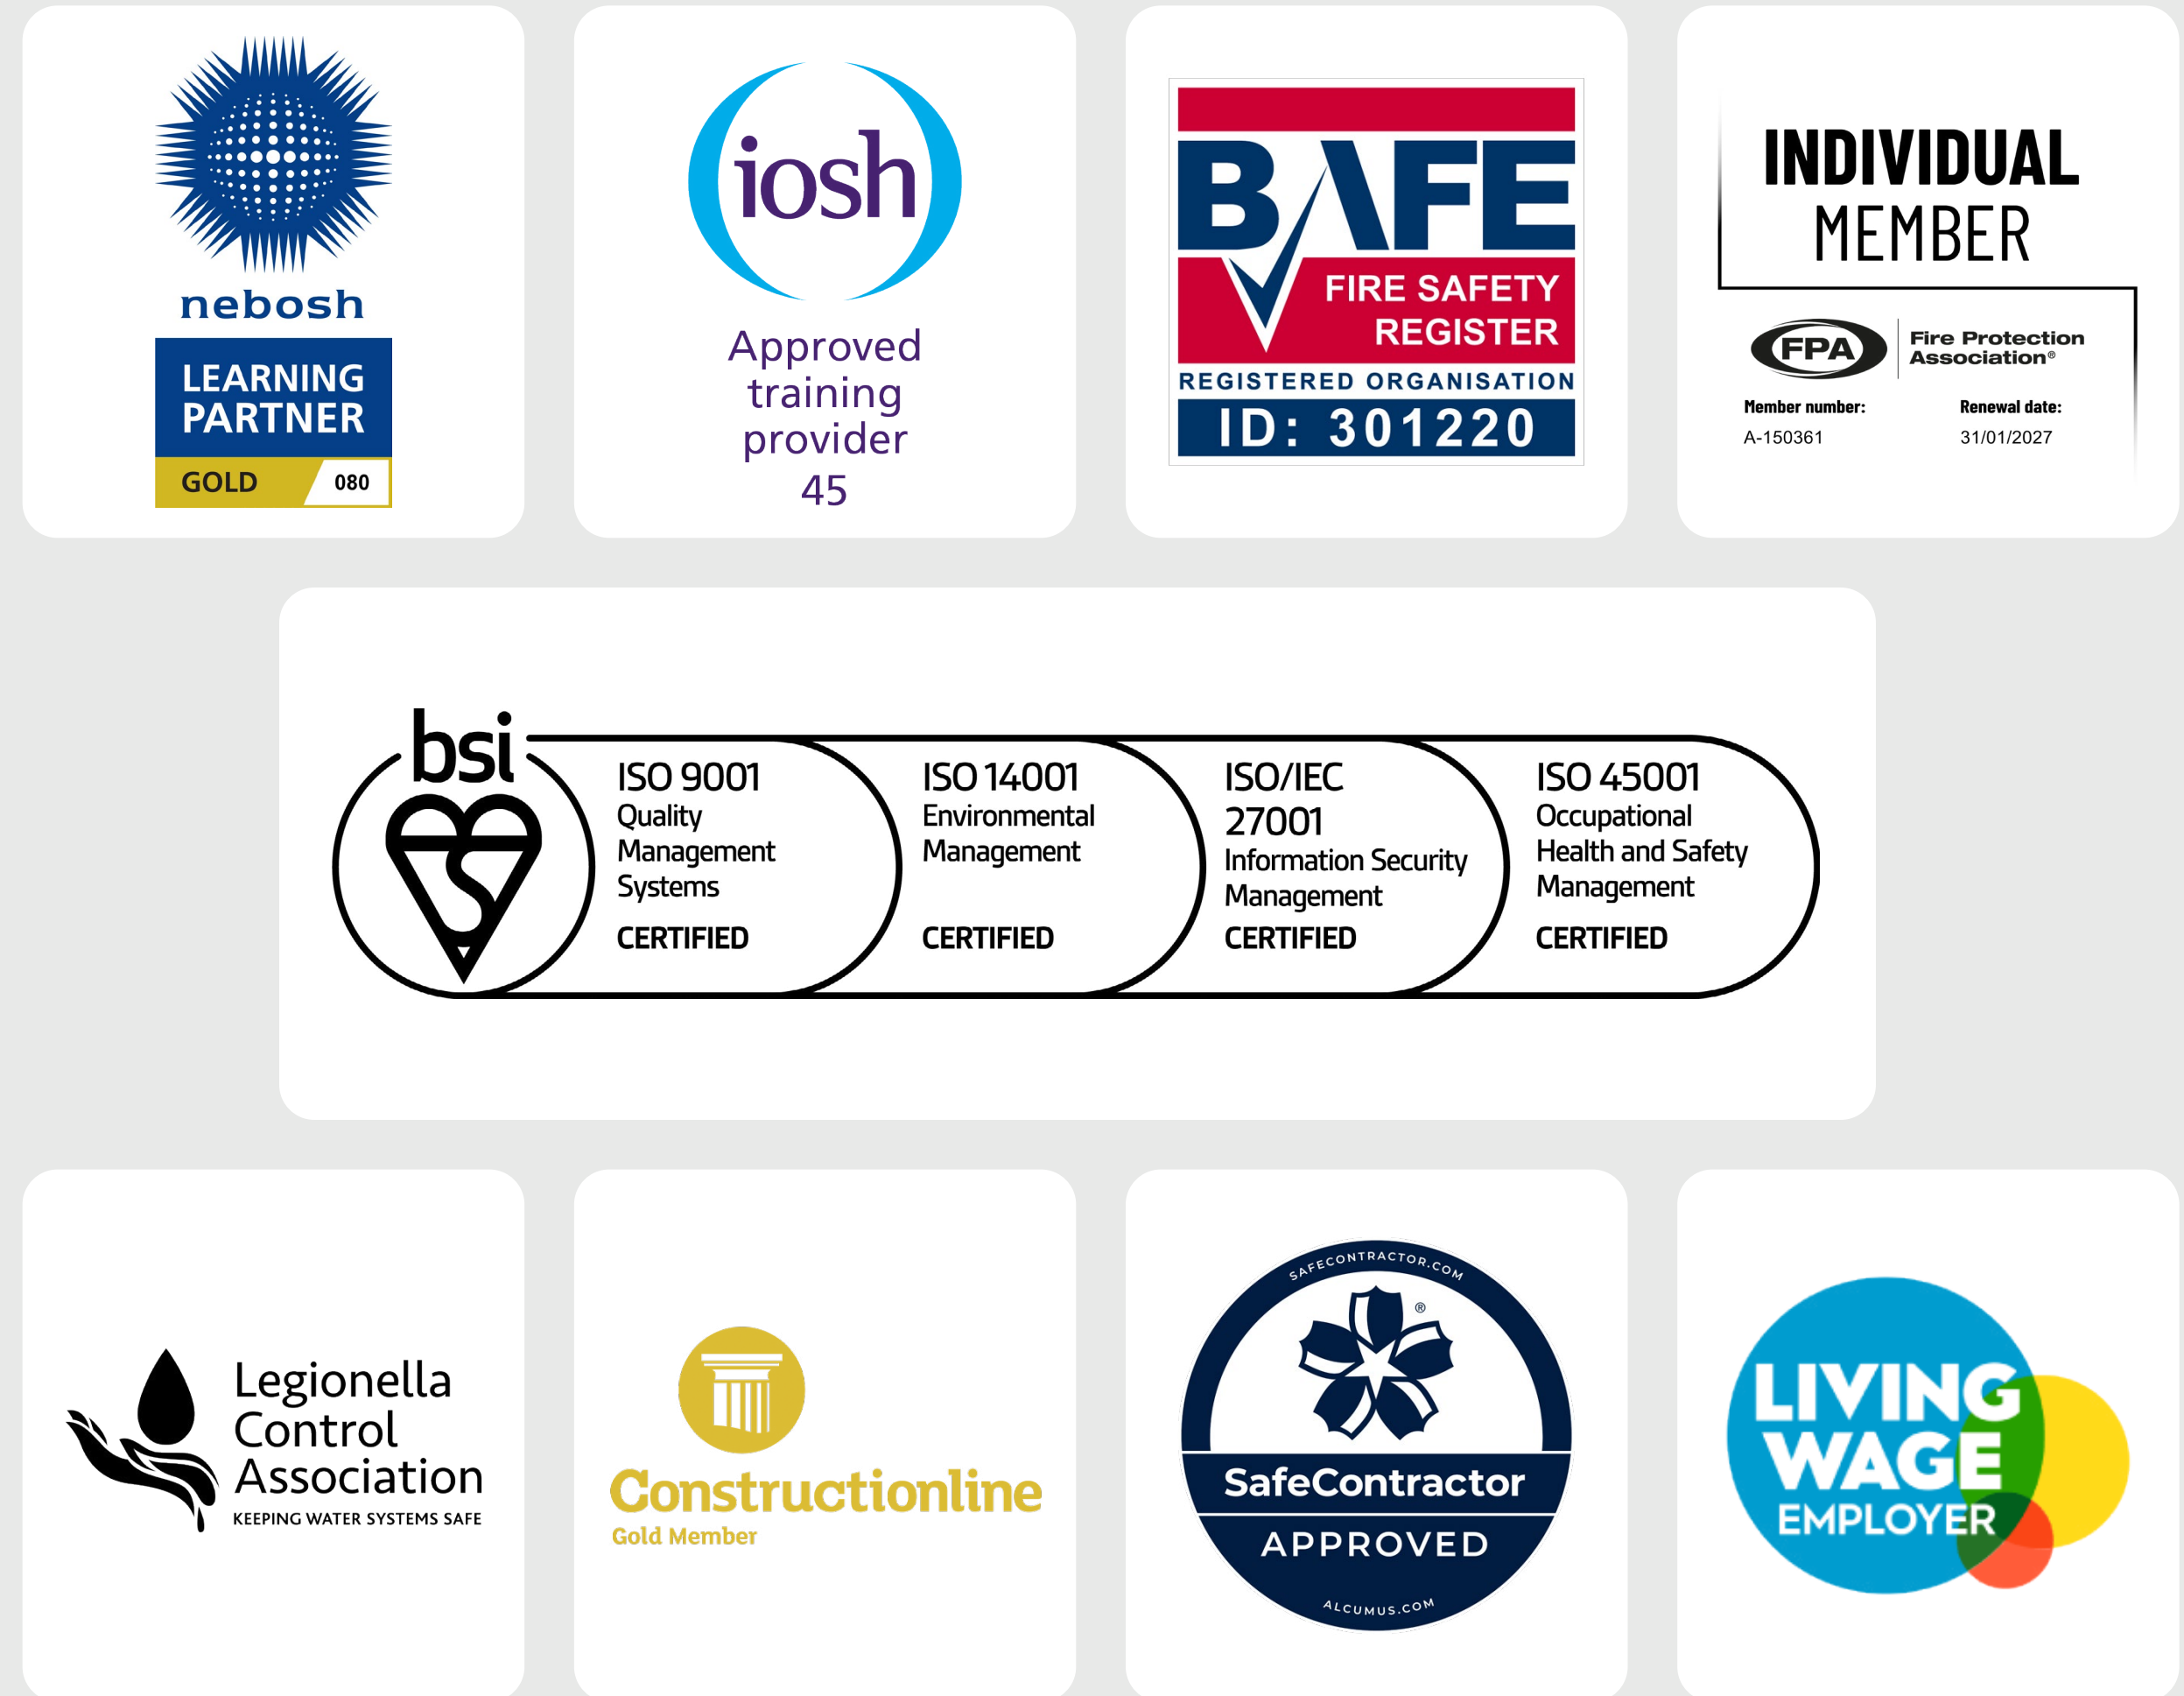 nebosh
LEARNING
PARTNER
GOLD 080
iosh
Approved
training
provider
45
BAFE
FIRE SAFETY
REGISTER
REGISTERED ORGANISATION
ID: 301220
INDIVIDUAL
MEMBER
FPA
Fire Protection
Association®
Member number: Renewal date:
A-150361 31/01/2027
bsi
ISO 9001
Quality
Management
Systems
CERTIFIED
ISO 14001
Environmental
Management
CERTIFIED
ISO/IEC
27001
Information Security
Management
CERTIFIED
ISO 45001
Occupational
Health and Safety
Management
CERTIFIED
Legionella
Control
Association
KEEPING WATER SYSTEMS SAFE
Constructionline
Gold Member
SAFECONTRACTOR.COM
®
SafeContractor
APPROVED
ALCUMUS.COM
LIVING
WAGE
EMPLOYER